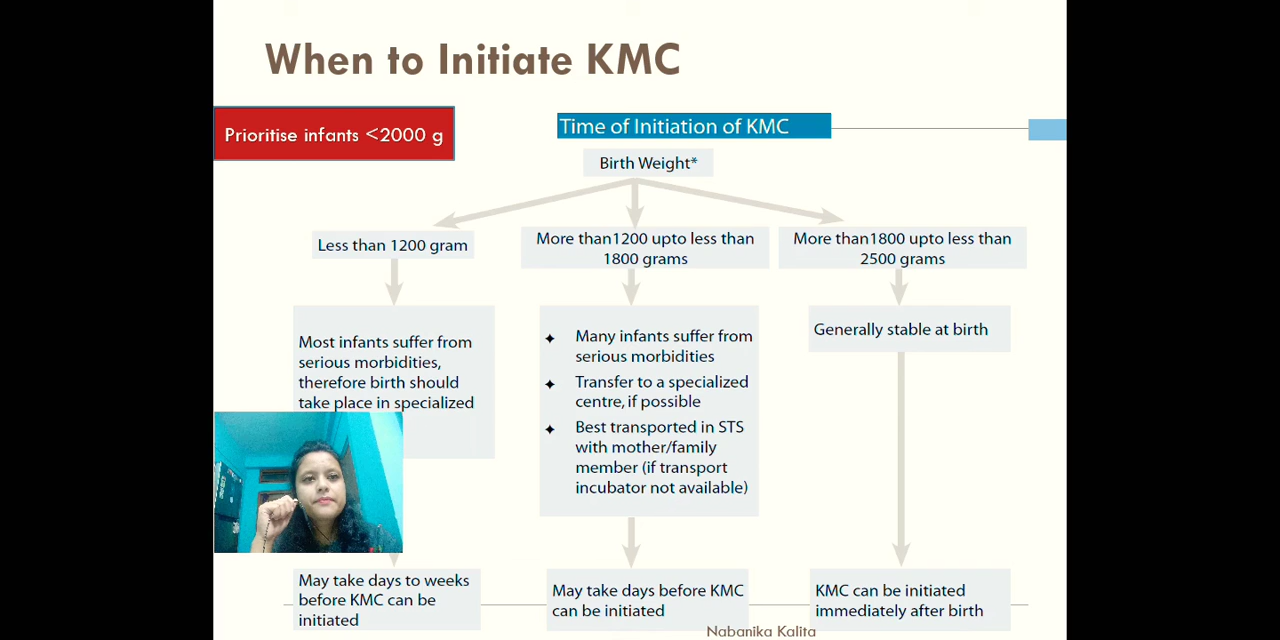 When to Initiate KMC
Prioritise infants <2000 g
Time of Initiation of KMC
Birth Weight*
Less than 1200 gram
More than1200 upto less than
1800 grams
More than1800 upto less than
2500 grams
Most infants suffer from
serious morbidities,
therefore birth should
take place in specialized
✦ Many infants suffer from
serious morbidities
✦ Transfer to a specialized
centre, if possible
✦ Best transported in STS
with mother/family
member (if transport
incubator not available)
Generally stable at birth
May take days to weeks
before KMC can be
initiated
May take days before KMC
can be initiated
KMC can be initiated
immediately after birth
Nabanika Kalita